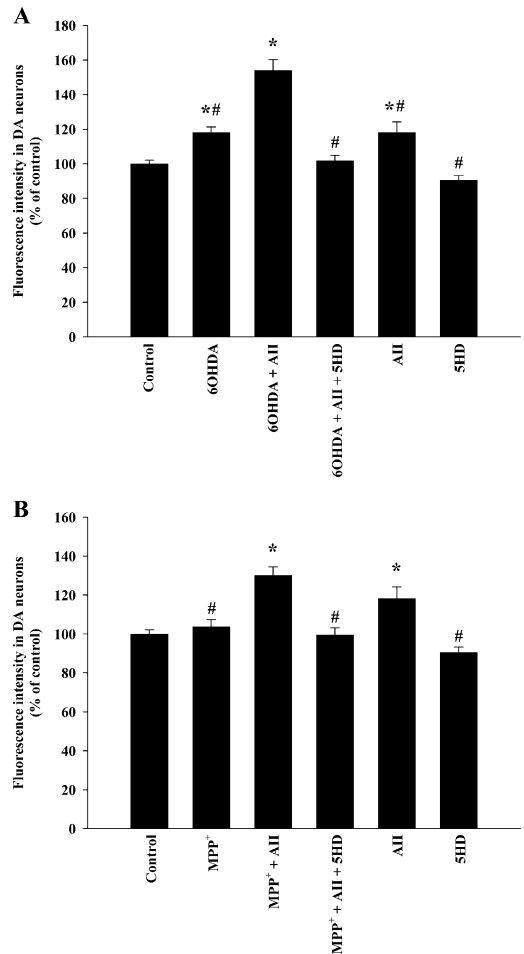 A
Fluorescence intensity in DA neurons
(% of control)
180
160
140
120
100
80
60
40
20
0
*#
*
#
*#
#
Control
6OHDA
6OHDA + AII
6OHDA + AII + 5HD
AII
5HD
B
Fluorescence intensity in DA neurons
(% of control)
160
140
120
100
80
60
40
20
0
#
*
#
*
#
Control
MPP⁺
MPP⁺ + AII
MPP⁺ + AII + 5HD
AII
5HD